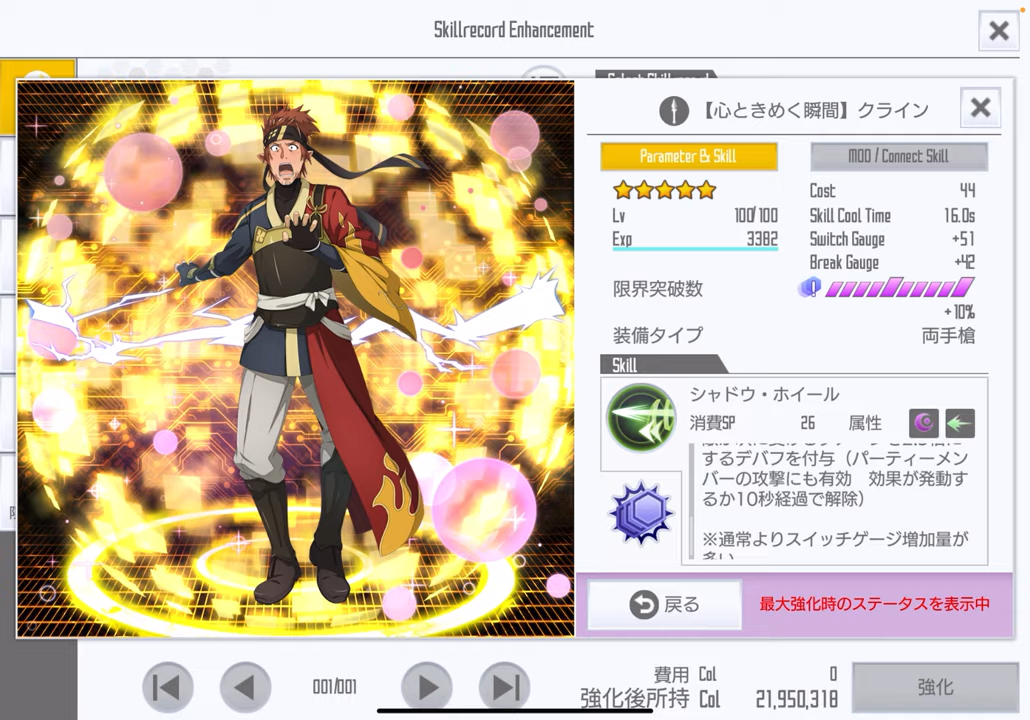 Skillrecord Enhancement
【心ときめく瞬間】クライン
Parameter & Skill
MOD / Connect Skill
Cost 44
Lv 100/100
Skill Cool Time 16.0s
Exp 3382
Switch Gauge +51
Break Gauge +42
限界突破数
+10%
装備タイプ 両手槍
Skill
シャドウ・ホイール
消費SP 26 属性
するデバフを付与（パーティーメン
バーの攻撃にも有効　効果が発動す
るか10秒経過で解除）
※通常よりスイッチゲージ増加量が
多い
戻る
最大強化時のステータスを表示中
001/001
費用 Col 0
強化後所持 Col 21,950,318
強化